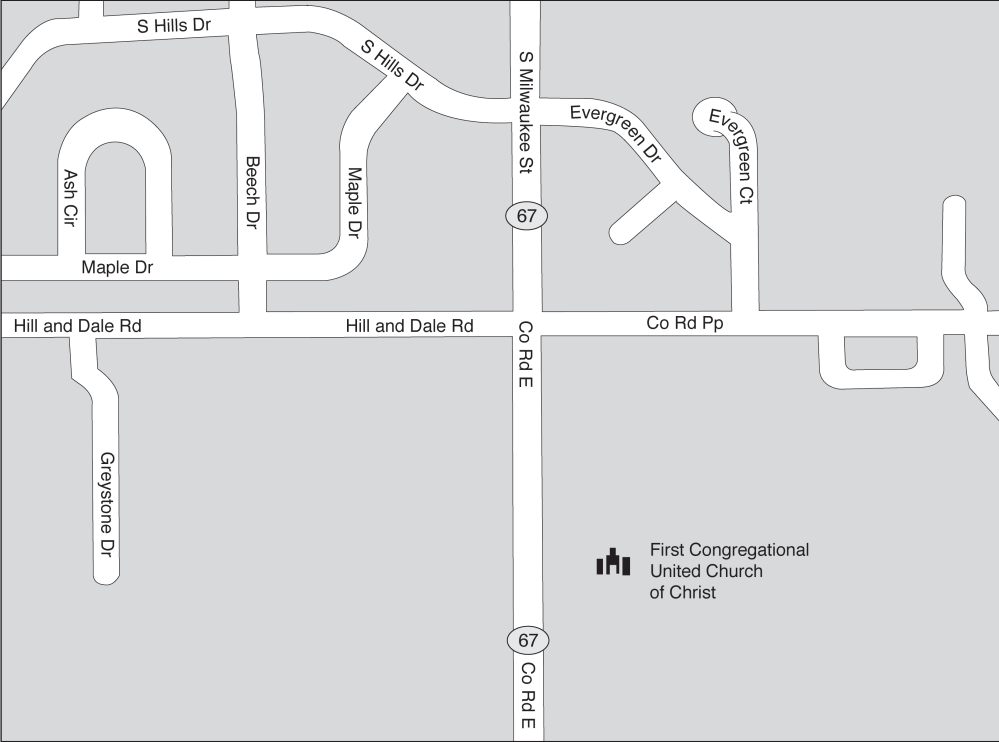 S Hills Dr
S Hills Dr
S Milwaukee St
Evergreen Dr
Evergreen Ct
Ash Cir
Beech Dr
Maple Dr
67
Maple Dr
Hill and Dale Rd
Hill and Dale Rd
Co Rd Pp
Co Rd E
Greystone Dr
First Congregational
United Church
of Christ
67
Co Rd E